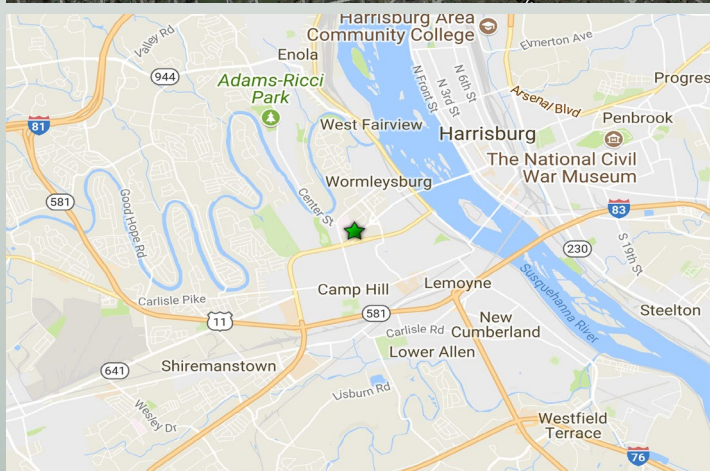 Harrisburg Area
Community College
Valley Rd
Enola
Elmerton Ave
944
N Front St
N 3rd St
N 6th St
Adams-Ricci
Park
Arsenal Blvd
Progres
81
West Fairview
Penbrook
Harrisburg
The National Civil
War Museum
Wormleysburg
581
Good Hope Rd
Center St
83
230
S 19th St
Camp Hill
Lemoyne
Susquehanna River
Carlisle Pike
581
Steelton
11
New
Cumberland
Carlisle Rd
Lower Allen
Shiremanstown
641
Lisburn Rd
Wesley Dr
Westfield
Terrace
76